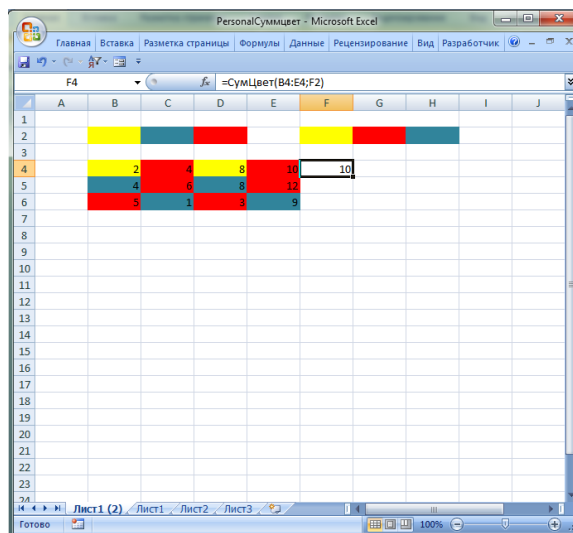 PersonalСуммцвет - Microsoft Excel
Главная Вставка Разметка страницы Формулы Данные Рецензирование Вид Разработчик
F4 fx =СумЦвет(B4:E4;F2)
A B C D E F G H I J
1
2
3
4 2 4 8 10 10
5 4 6 8 12
6 5 1 3 9
7
8
9
10
11
12
13
14
15
16
17
18
19
20
21
22
23
24
Лист1 (2) Лист1 Лист2 Лист3
Готово 100%